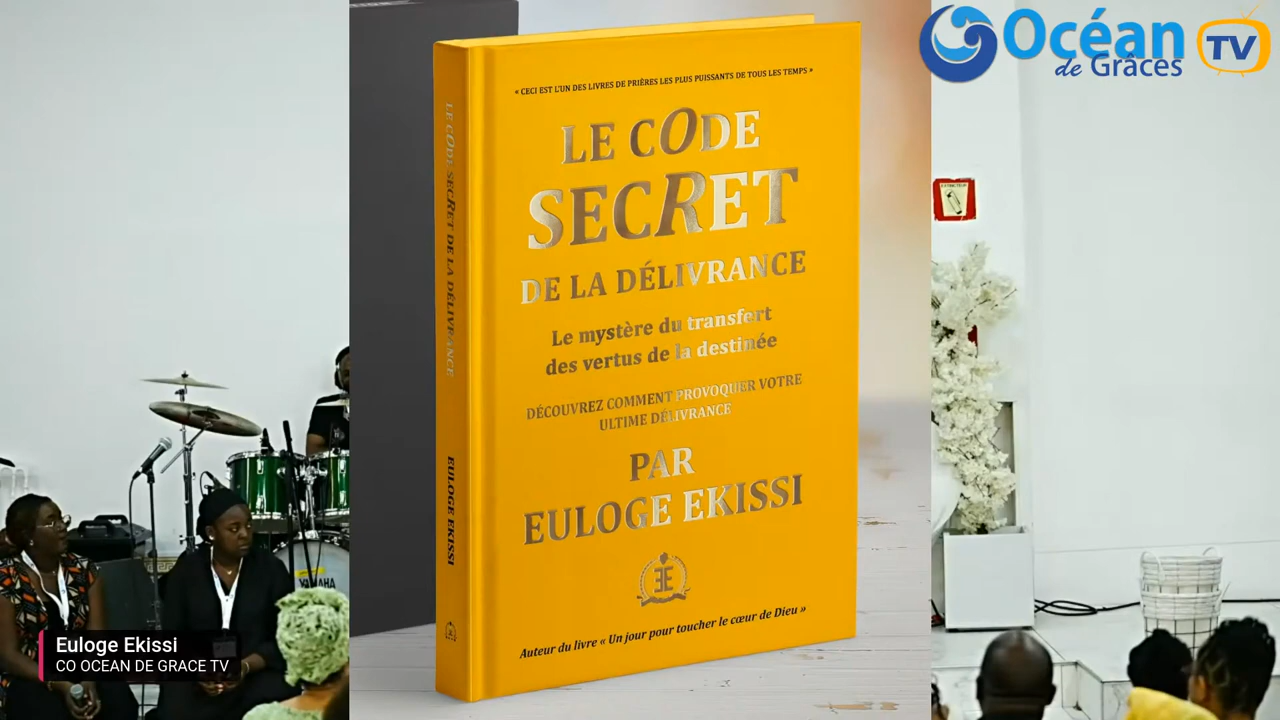 Océan
de Grâces
TV
« CECI EST L'UN DES LIVRES DE PRIÈRES LES PLUS PUISSANTS DE TOUS LES TEMPS »
LE CODE
SECRET
DE LA DÉLIVRANCE
Le mystère du transfert
des vertus de la destinée
DÉCOUVREZ COMMENT PROVOQUER VOTRE
ULTIME DÉLIVRANCE
PAR
EULOGE EKISSI
Auteur du livre « Un jour pour toucher le cœur de Dieu »
LE CODE SECRET DE LA DÉLIVRANCE
EULOGE EKISSI
EXTINCTEUR
YAMAHA
Euloge Ekissi
CO OCEAN DE GRACE TV